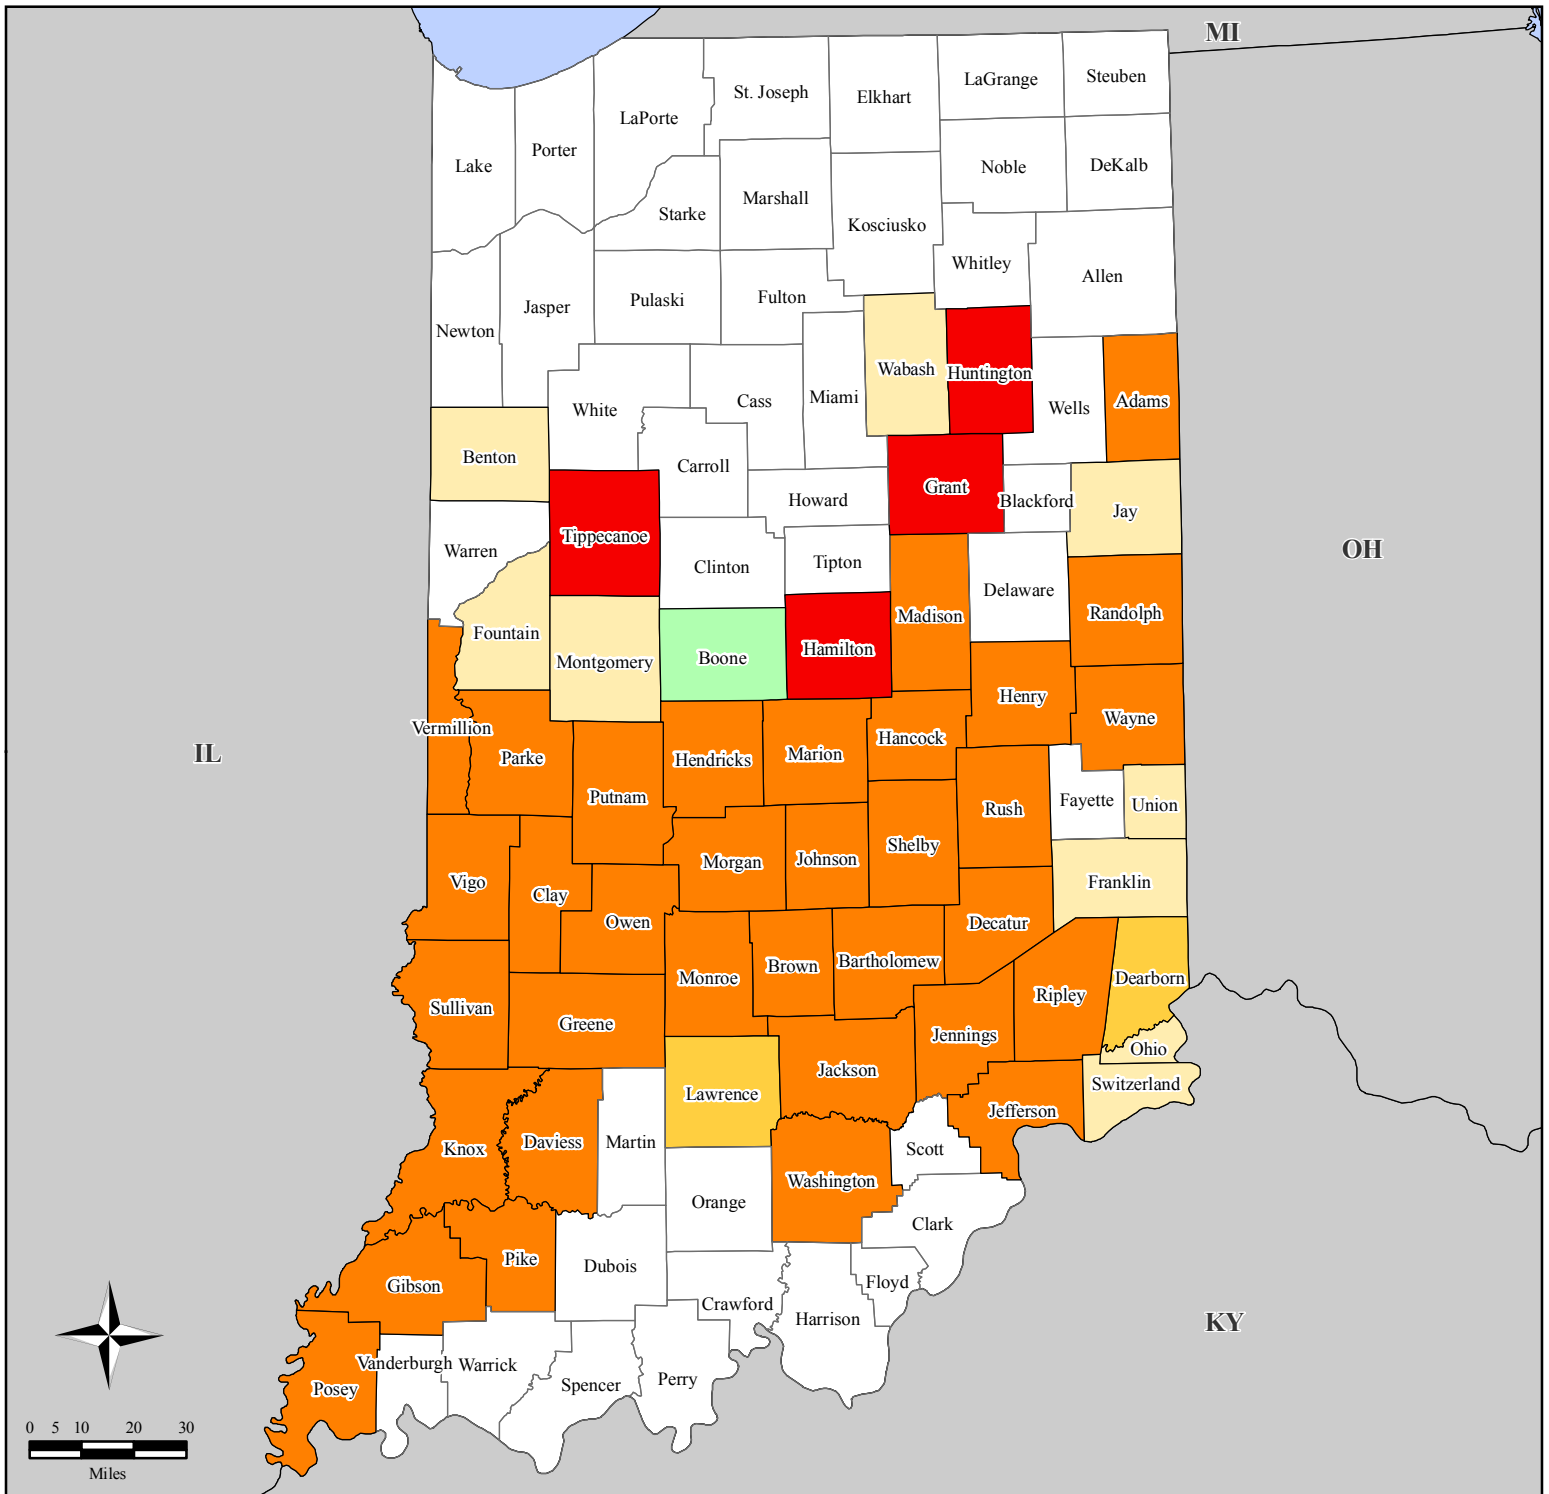 MI
Steuben
LaGrange
St. Joseph
Elkhart
LaPorte
Porter
Lake
Noble
DeKalb
Marshall
Starke
Kosciusko
Whitley
Allen
Fulton
Pulaski
Jasper
Newton
Wabash
Huntington
Miami
Cass
White
Wells
Adams
Benton
Carroll
Grant
Howard
Blackford
Jay
Tippecanoe
Warren
OH
Clinton
Tipton
Delaware
Madison
Randolph
Fountain
Montgomery
Boone
Hamilton
Henry
Wayne
Vermillion
Hancock
IL
Parke
Hendricks
Marion
Putnam
Rush
Fayette
Union
Morgan
Johnson
Shelby
Vigo
Clay
Franklin
Owen
Decatur
Monroe
Brown
Bartholomew
Dearborn
Ripley
Sullivan
Greene
Jennings
Ohio
Jackson
Switzerland
Lawrence
Jefferson
Knox
Daviess
Martin
Scott
Washington
Orange
Clark
Pike
Dubois
Gibson
Floyd
Crawford
Harrison
KY
Vanderburgh
Warrick
Perry
Spencer
Posey
0 5 10 20 30
Miles